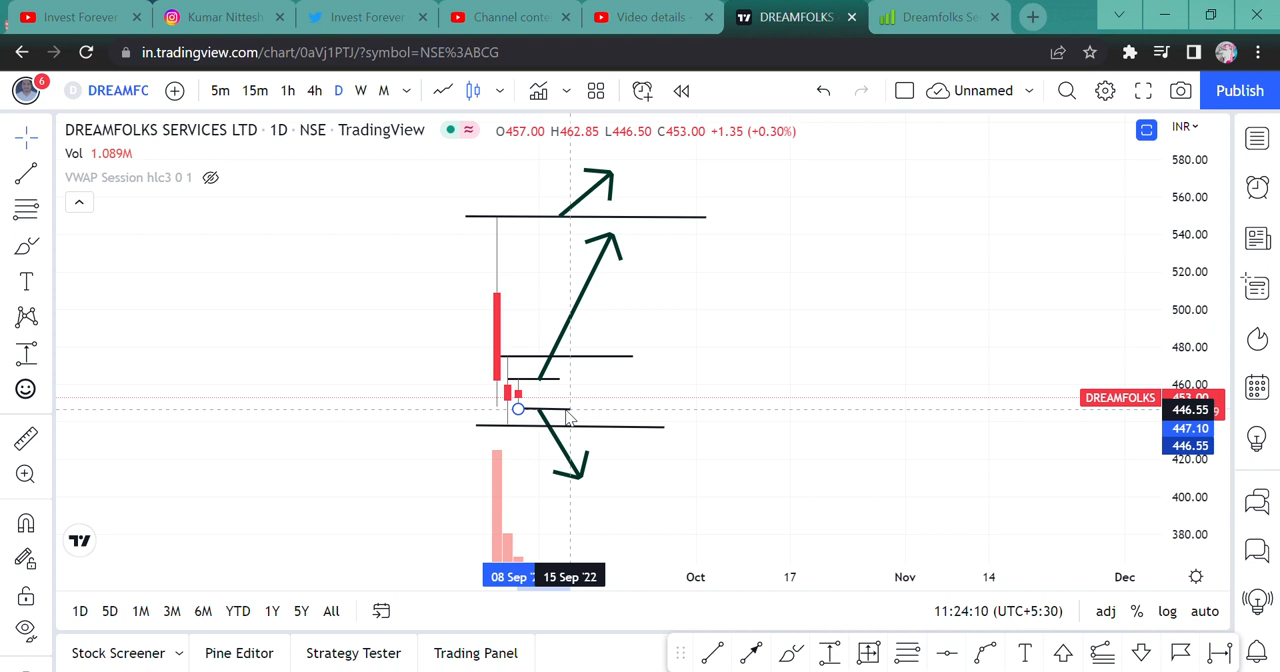 Invest Forever
Kumar Nittesh
Invest Forever
Channel conte
Video details -
DREAMFOLKS
Dreamfolks Se
in.tradingview.com/chart/0aVj1PTJ/?symbol=NSE%3ABCG
6
D DREAMFC
5m 15m 1h 4h D W M
Unnamed
Publish
DREAMFOLKS SERVICES LTD · 1D · NSE · TradingView
O457.00 H462.85 L446.50 C453.00 +1.35 (+0.30%)
INR
Vol 1.089M
VWAP Session hlc3 0 1
580.00
560.00
540.00
520.00
500.00
480.00
460.00
DREAMFOLKS 453.00
446.55
447.10
446.55
420.00
400.00
380.00
08 Sep '2
15 Sep '22
Oct
17
Nov
14
Dec
1D 5D 1M 3M 6M YTD 1Y 5Y All
11:24:10 (UTC+5:30)
adj % log auto
Stock Screener
Pine Editor
Strategy Tester
Trading Panel